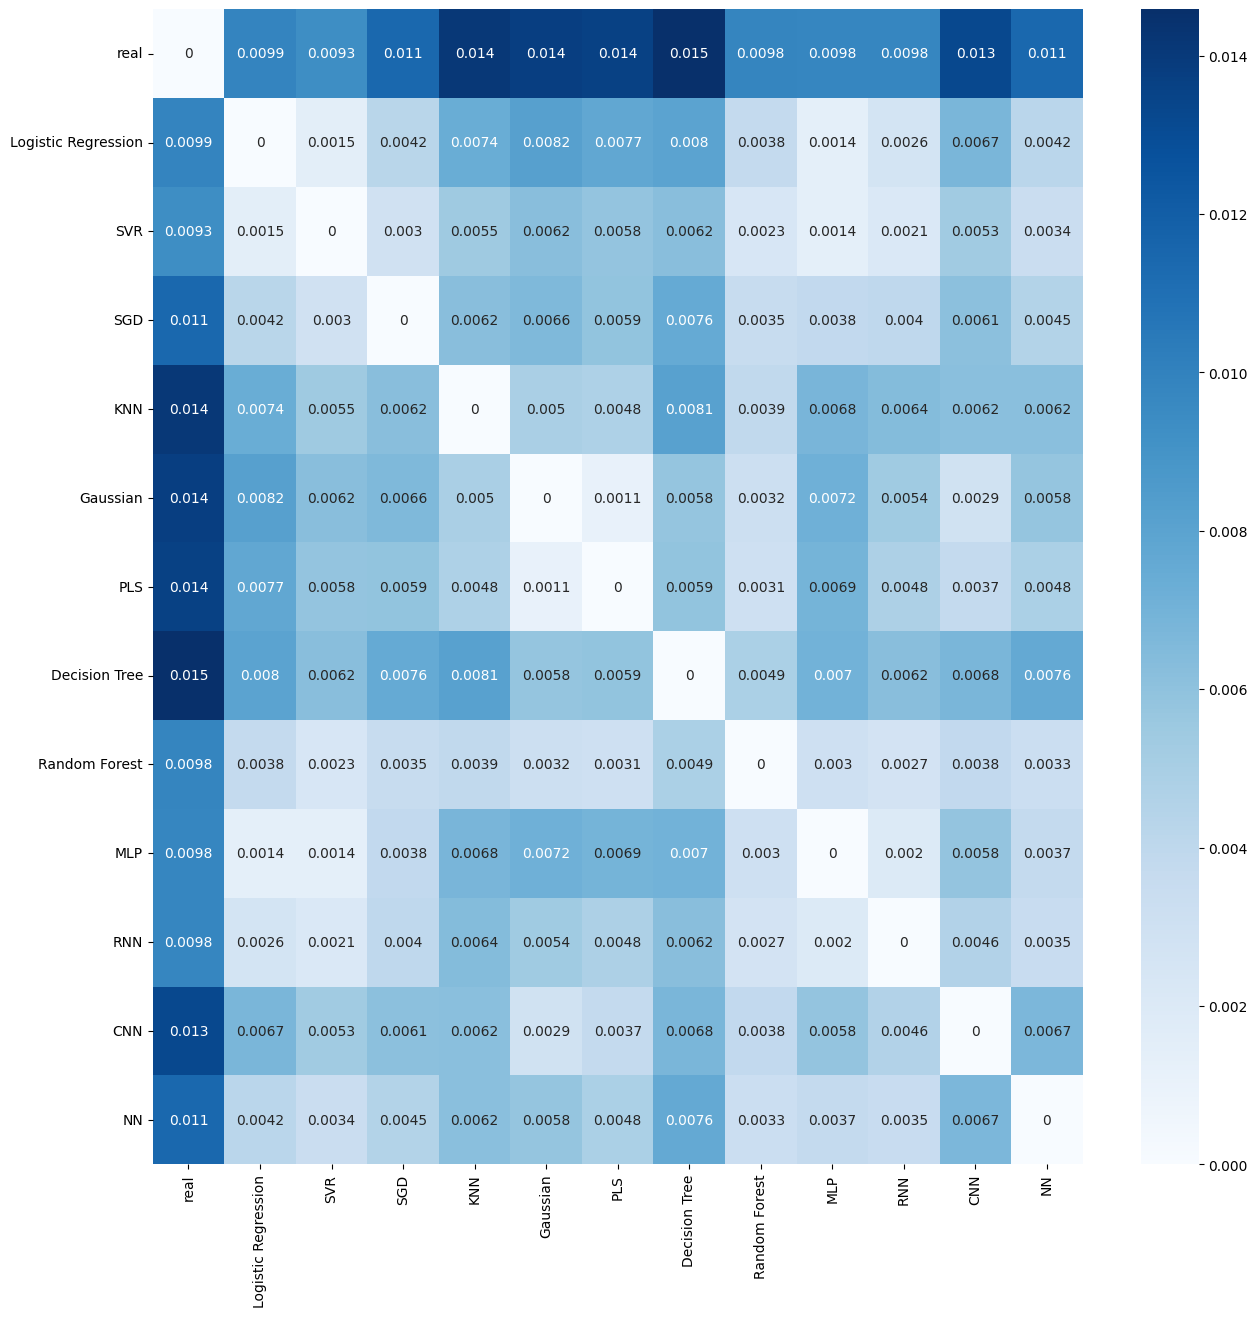 real 0 0.0099 0.0093 0.011 0.014 0.014 0.014 0.015 0.0098 0.0098 0.0098 0.013 0.011
Logistic Regression 0.0099 0 0.0015 0.0042 0.0074 0.0082 0.0077 0.008 0.0038 0.0014 0.0026 0.0067 0.0042
SVR 0.0093 0.0015 0 0.003 0.0055 0.0062 0.0058 0.0062 0.0023 0.0014 0.0021 0.0053 0.0034
SGD 0.011 0.0042 0.003 0 0.0062 0.0066 0.0059 0.0076 0.0035 0.0038 0.004 0.0061 0.0045
KNN 0.014 0.0074 0.0055 0.0062 0 0.005 0.0048 0.0081 0.0039 0.0068 0.0064 0.0062 0.0062
Gaussian 0.014 0.0082 0.0062 0.0066 0.005 0 0.0011 0.0058 0.0032 0.0072 0.0054 0.0029 0.0058
PLS 0.014 0.0077 0.0058 0.0059 0.0048 0.0011 0 0.0059 0.0031 0.0069 0.0048 0.0037 0.0048
Decision Tree 0.015 0.008 0.0062 0.0076 0.0081 0.0058 0.0059 0 0.0049 0.007 0.0062 0.0068 0.0076
Random Forest 0.0098 0.0038 0.0023 0.0035 0.0039 0.0032 0.0031 0.0049 0 0.003 0.0027 0.0038 0.0033
MLP 0.0098 0.0014 0.0014 0.0038 0.0068 0.0072 0.0069 0.007 0.003 0 0.002 0.0058 0.0037
RNN 0.0098 0.0026 0.0021 0.004 0.0064 0.0054 0.0048 0.0062 0.0027 0.002 0 0.0046 0.0035
CNN 0.013 0.0067 0.0053 0.0061 0.0062 0.0029 0.0037 0.0068 0.0038 0.0058 0.0046 0 0.0067
NN 0.011 0.0042 0.0034 0.0045 0.0062 0.0058 0.0048 0.0076 0.0033 0.0037 0.0035 0.0067 0
real
Logistic Regression
SVR
SGD
KNN
Gaussian
PLS
Decision Tree
Random Forest
MLP
RNN
CNN
NN
0.014
0.012
0.010
0.008
0.006
0.004
0.002
0.000